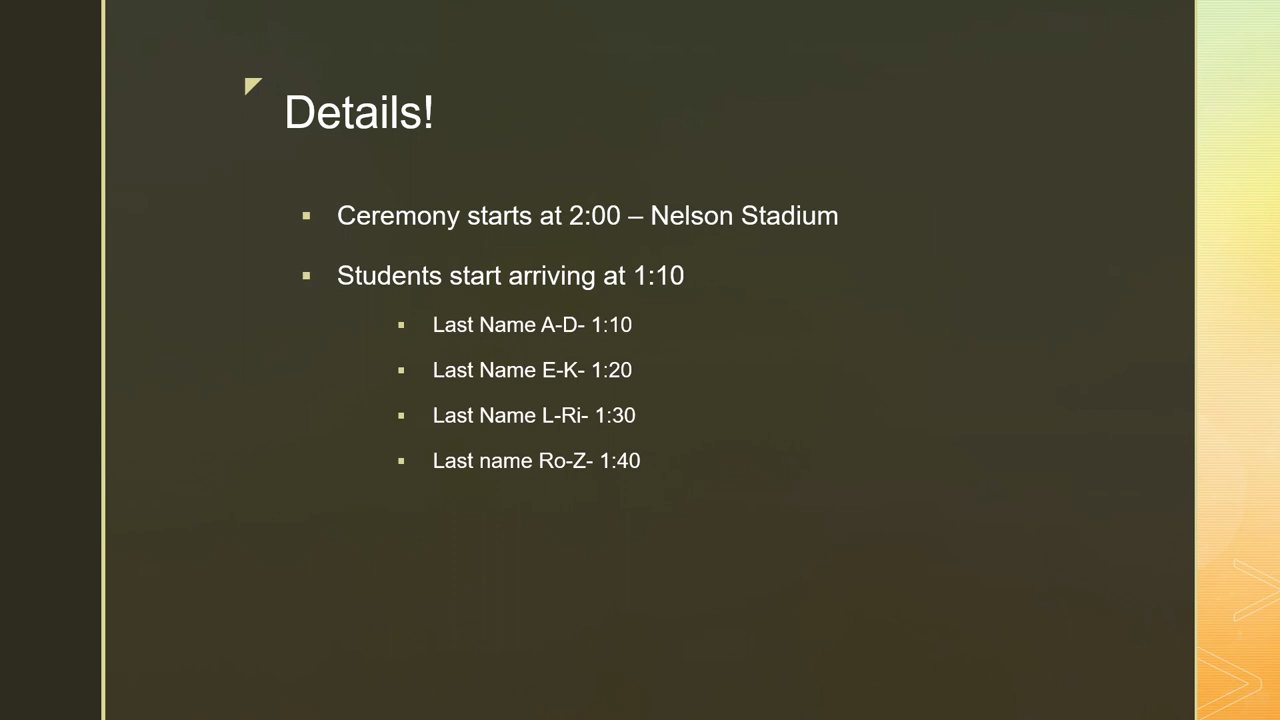 Details!
Ceremony starts at 2:00 – Nelson Stadium
Students start arriving at 1:10
Last Name A-D- 1:10
Last Name E-K- 1:20
Last Name L-Ri- 1:30
Last name Ro-Z- 1:40